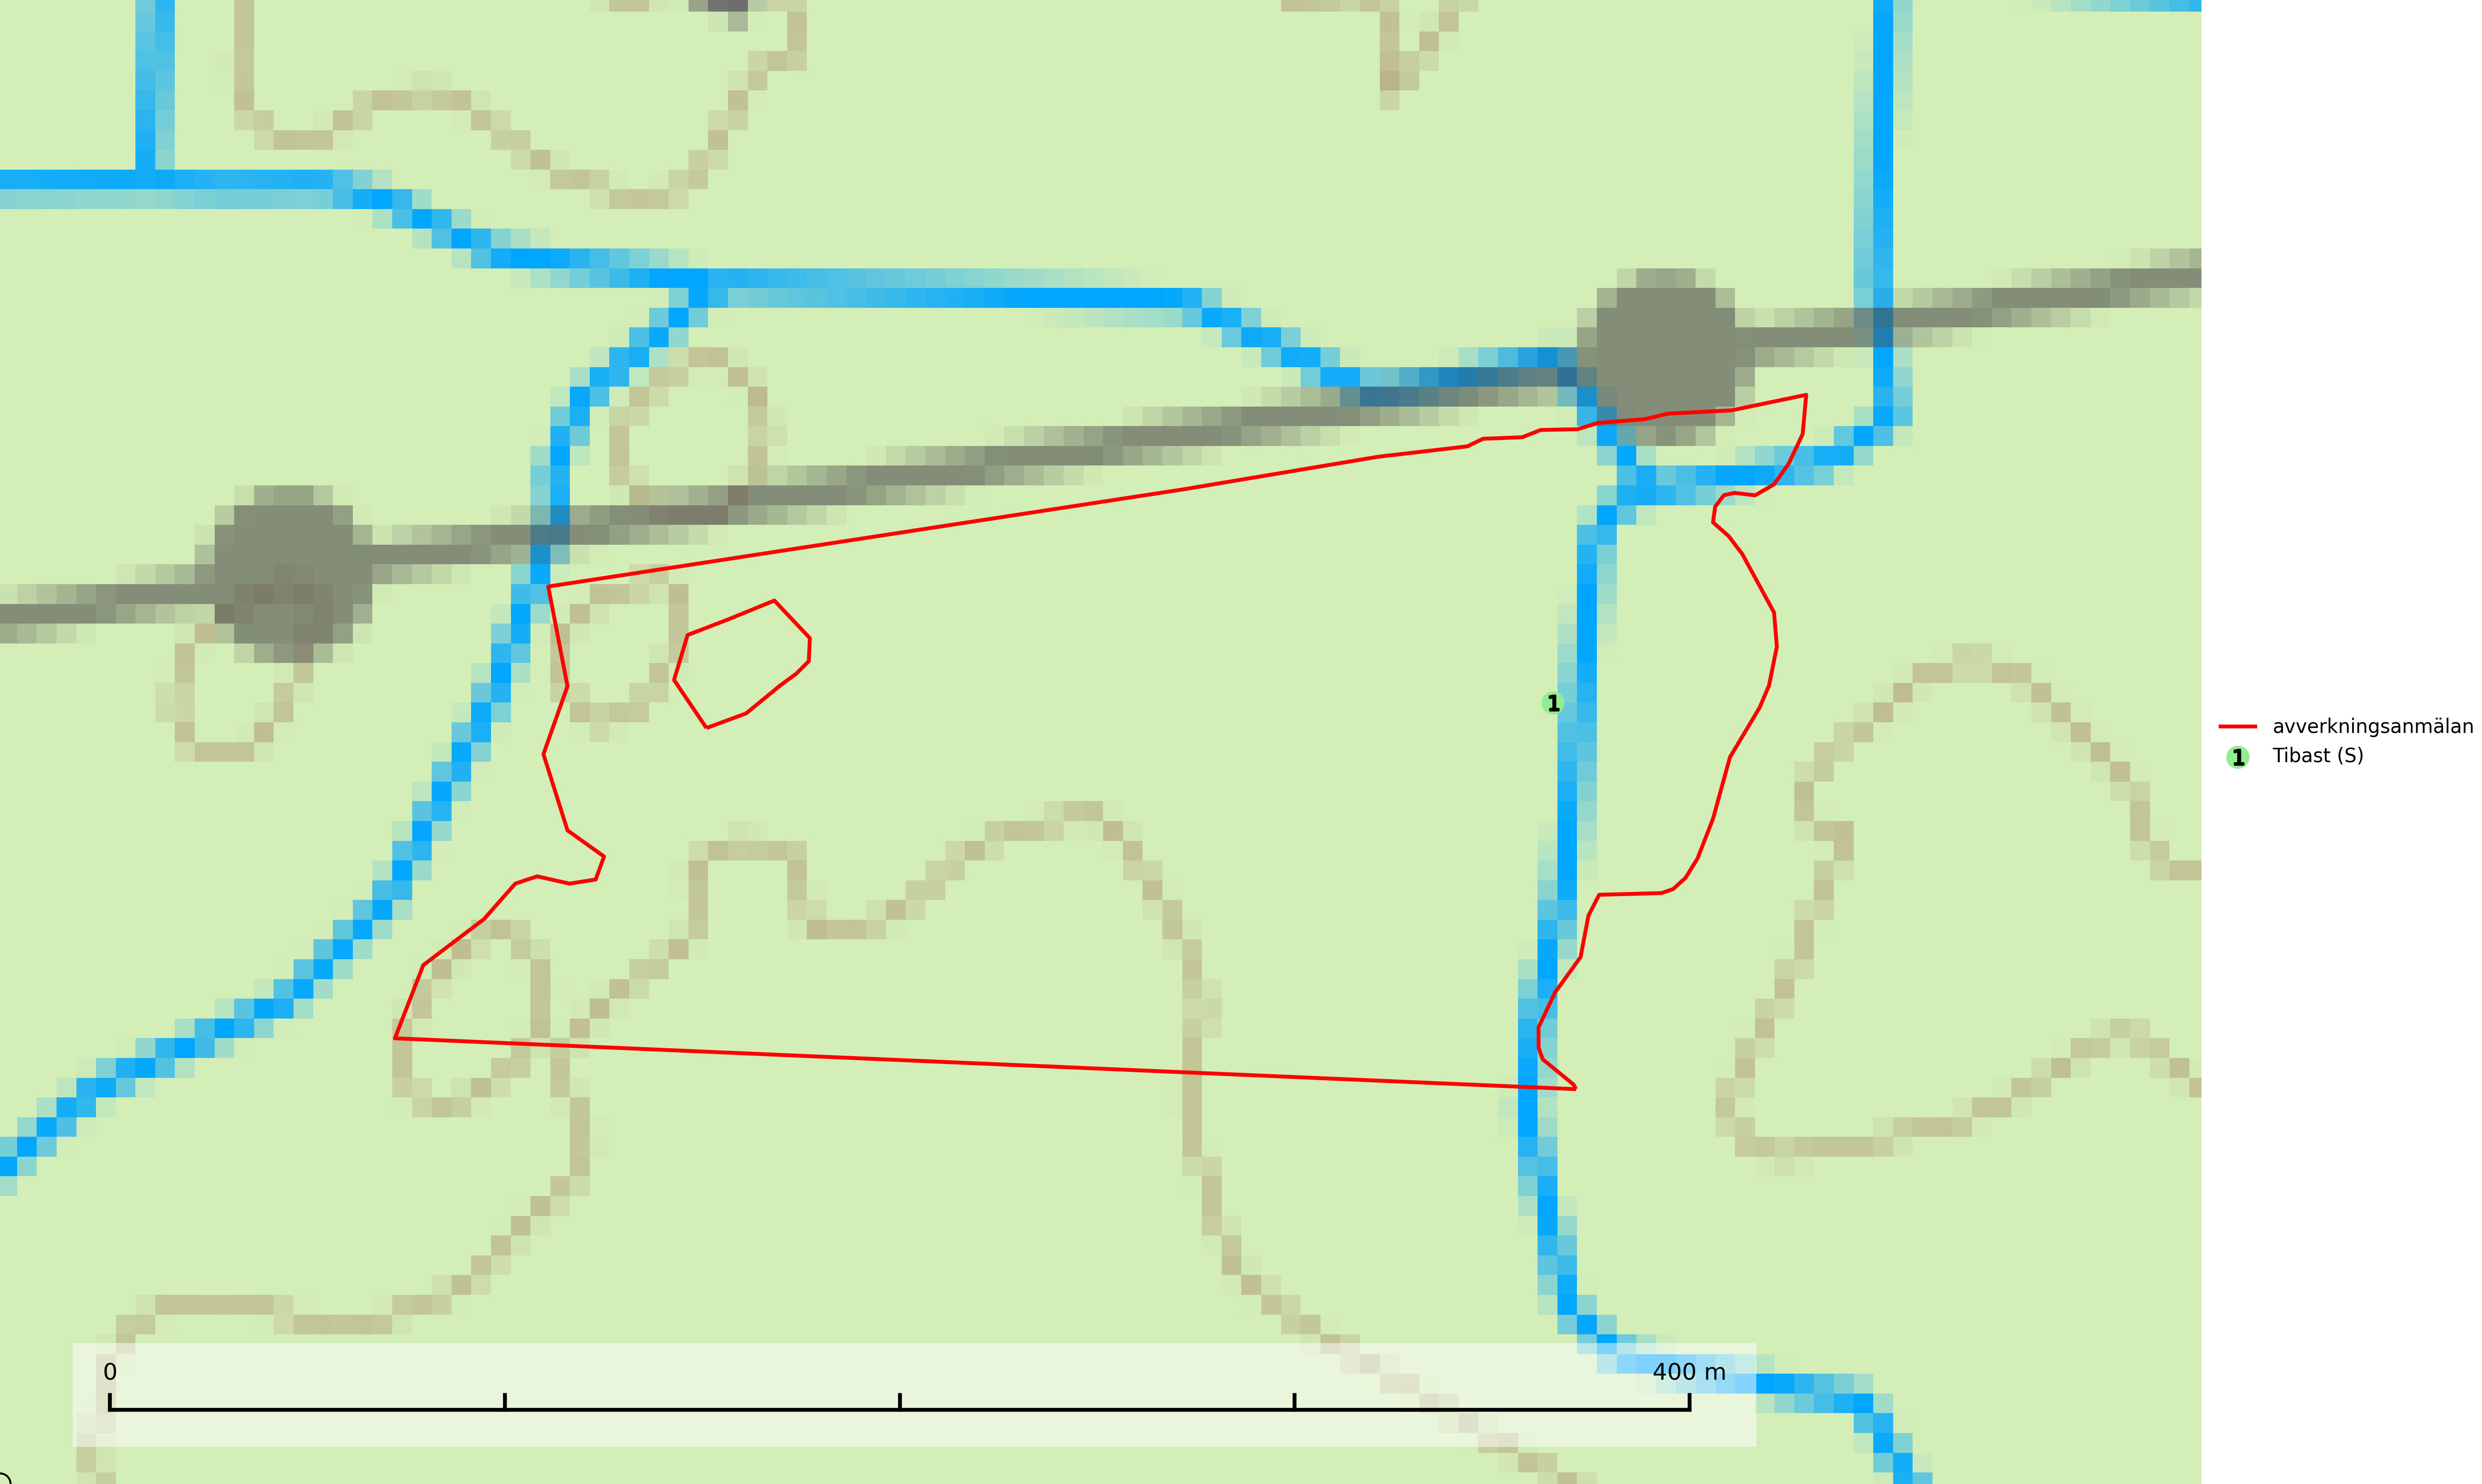 1
avverkningsanmälan
1 Tibast (S)
0 400 m